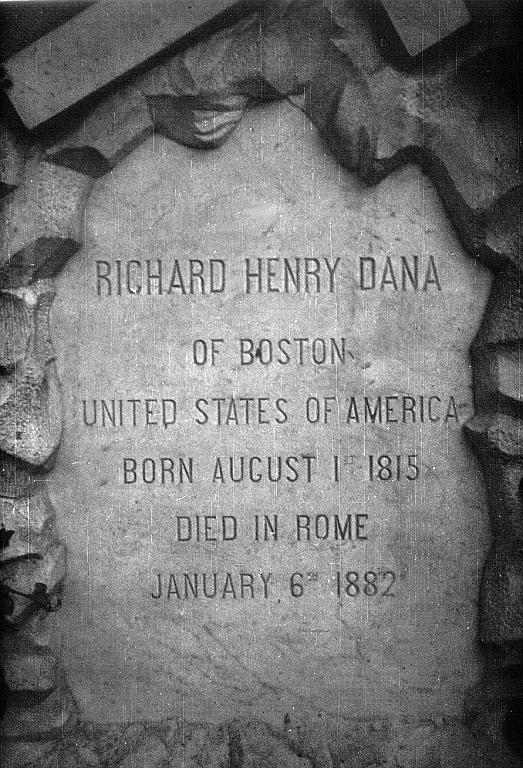 RICHARD HENRY DANA
OF BOSTON
UNITED STATES OF AMERICA
BORN AUGUST 1ST 1815
DIED IN ROME
JANUARY 6TH 1882